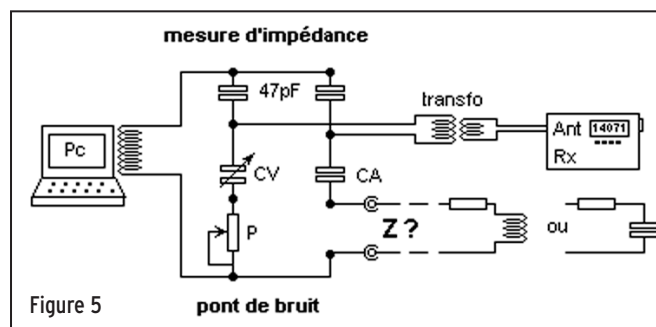 mesure d'impédance
47pF
transfo
Pc
Ant 14071
Rx
CV
CA
P
Z ?
ou
Figure 5
pont de bruit